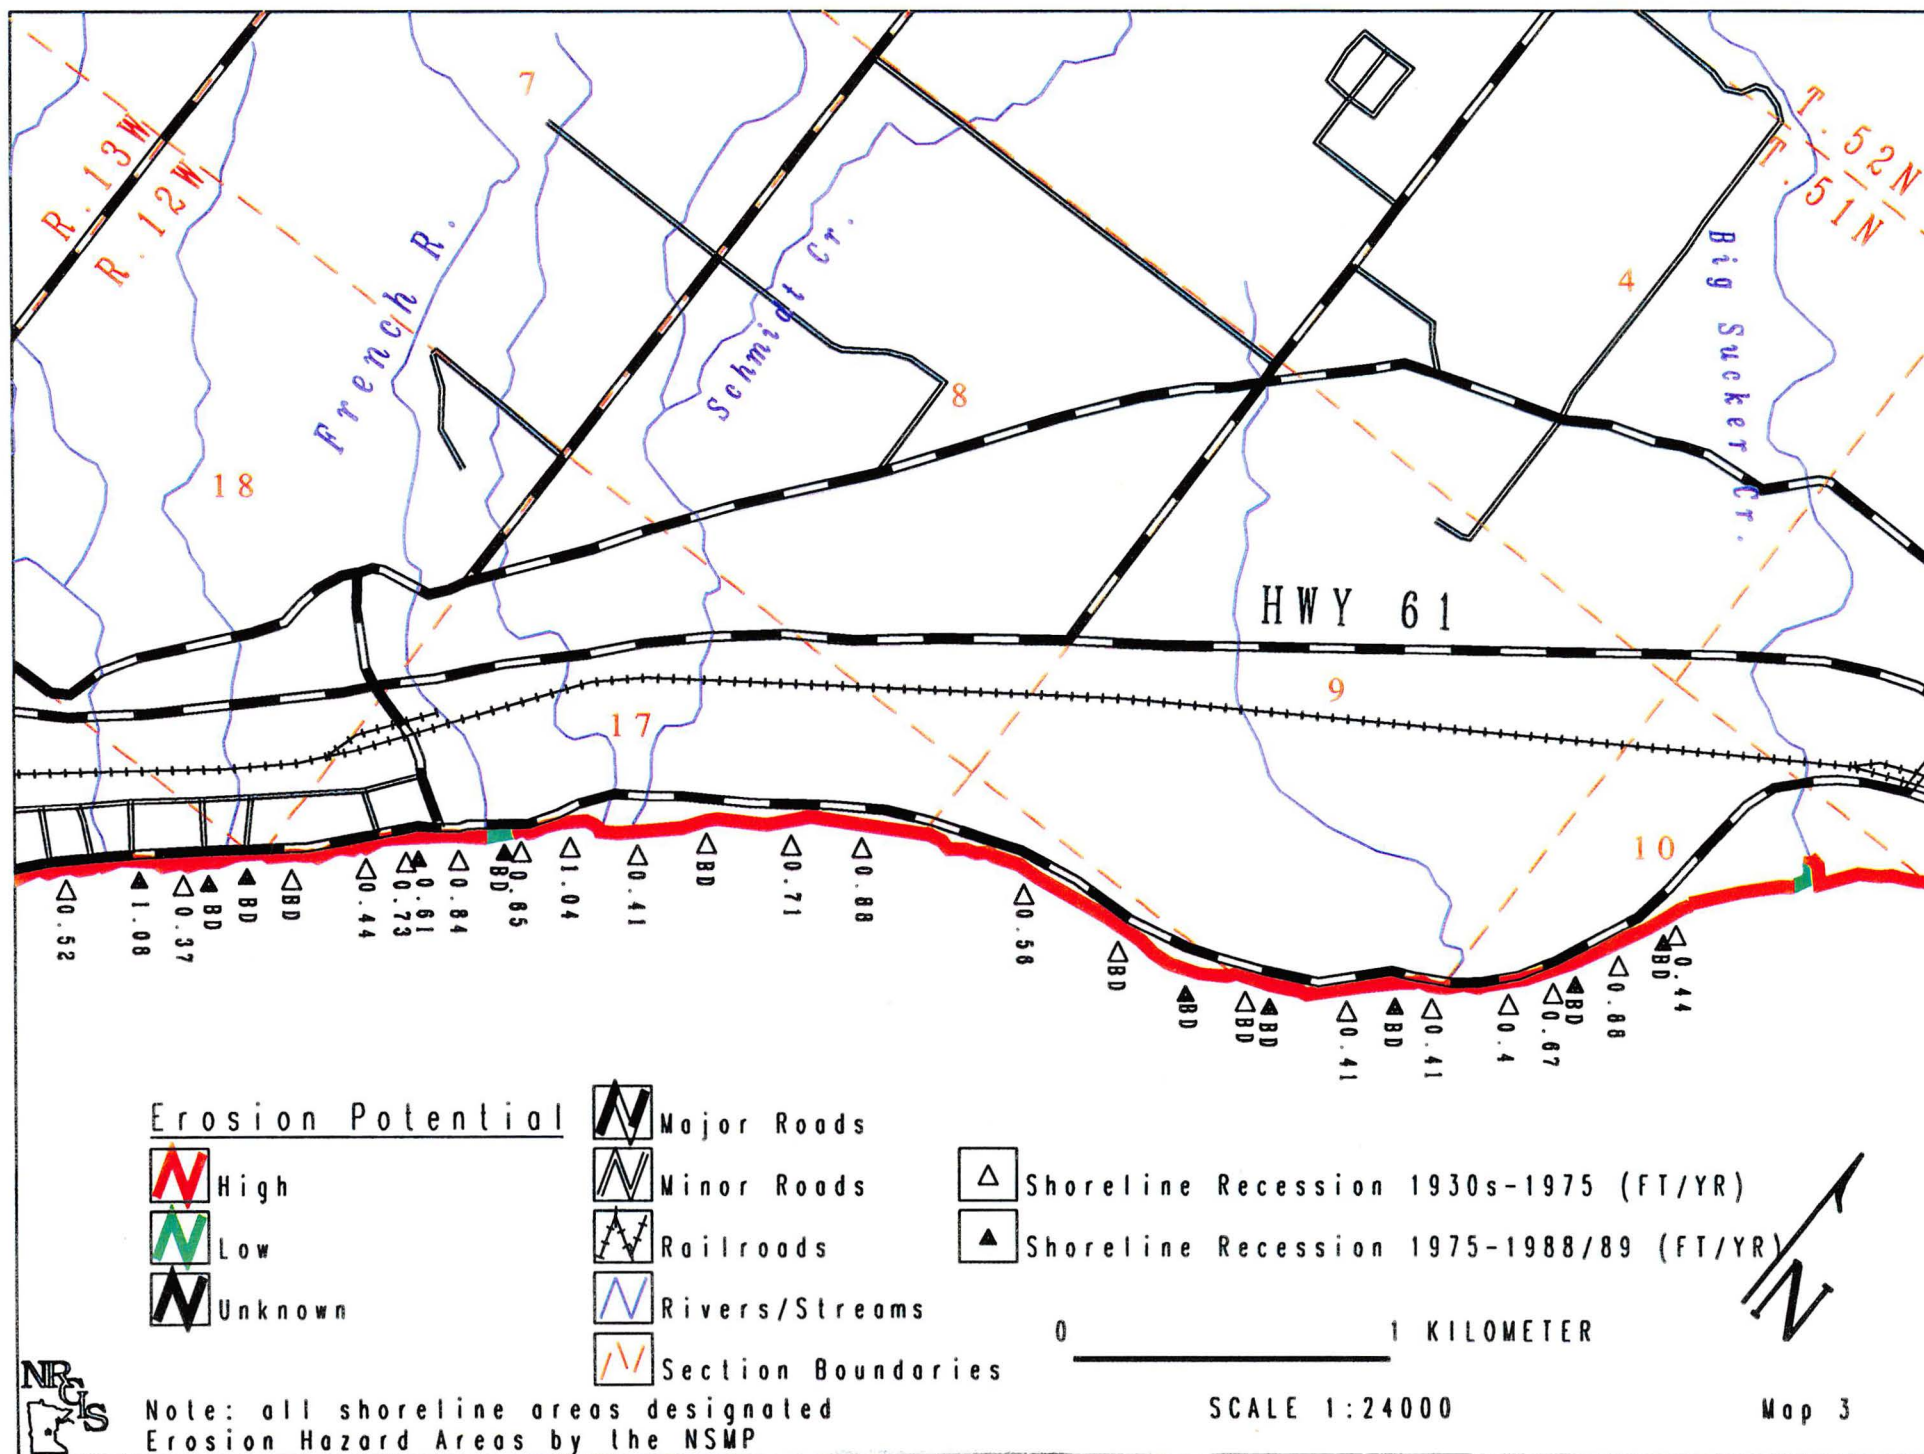 7
R. 13W
R. 12W
T. 52N
T. 51N
French R.
Schmidt Cr.
Big Sucker Cr.
4
8
18
HWY 61
9
17
10
0.52
1.08
0.37
BD
BD
BD
0.44
0.73
0.61
0.84
BD
0.65
1.04
0.41
BD
0.71
0.88
0.58
BD
BD
BD
BD
0.41
BD
0.41
0.4
0.67
BD
0.88
BD
0.44
Erosion Potential
High
Low
Unknown
Major Roads
Minor Roads
Railroads
Rivers/Streams
Section Boundaries
Shoreline Recession 1930s-1975 (FT/YR)
Shoreline Recession 1975-1988/89 (FT/YR)
N
0 1 KILOMETER
SCALE 1:24000
Map 3
NRGIS
Note: all shoreline areas designated
Erosion Hazard Areas by the NSMP